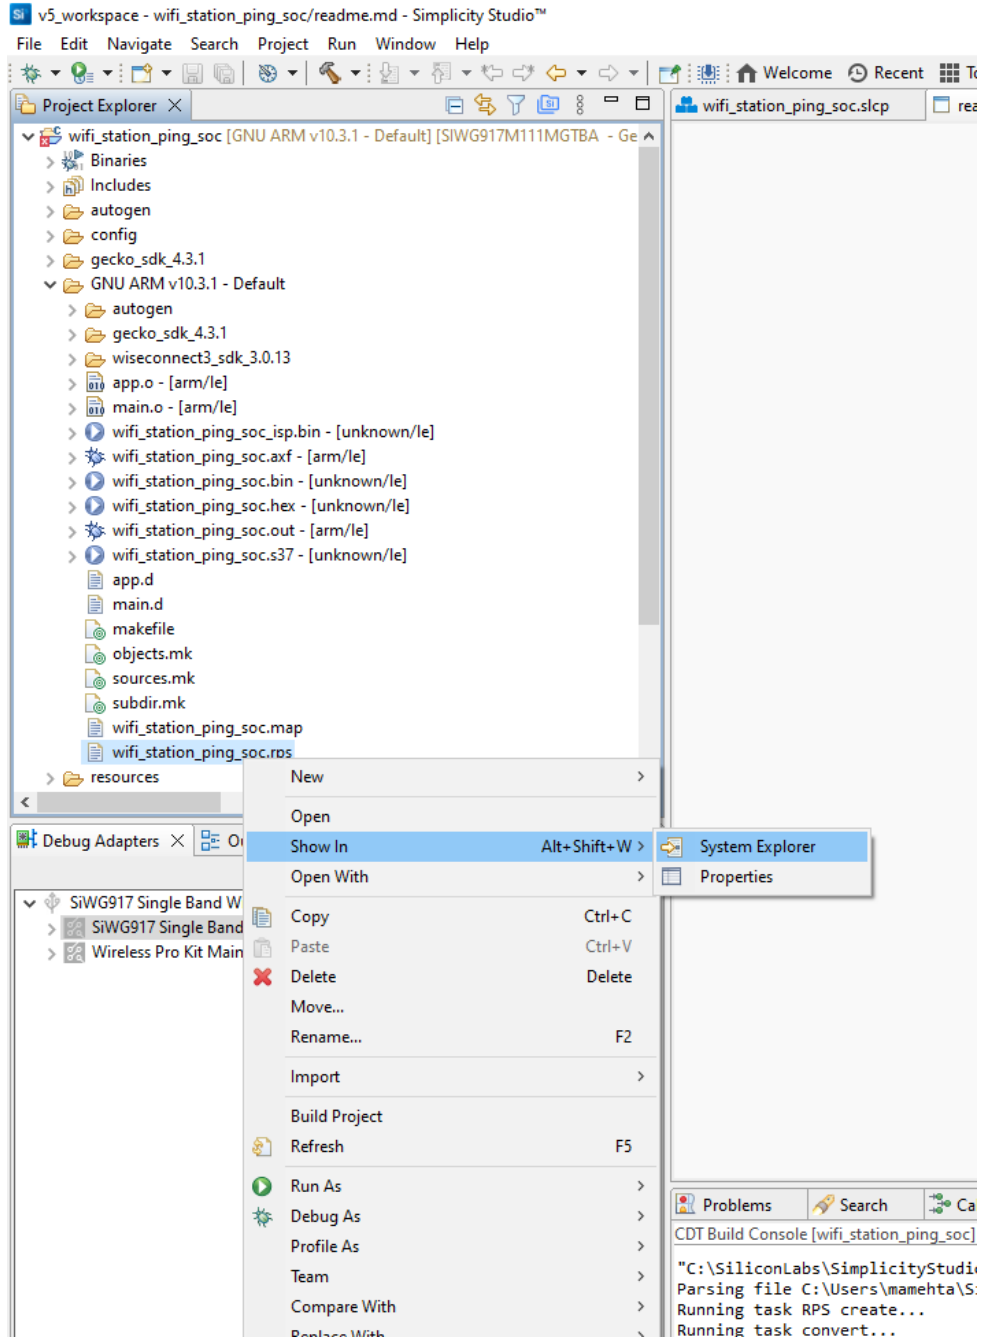 v5_workspace - wifi_station_ping_soc/readme.md - Simplicity Studio™
File Edit Navigate Search Project Run Window Help
Welcome Recent
Project Explorer
wifi_station_ping_soc.slcp
wifi_station_ping_soc [GNU ARM v10.3.1 - Default] [SIWG917M111MGTBA - Ge
Binaries
Includes
autogen
config
gecko_sdk_4.3.1
GNU ARM v10.3.1 - Default
autogen
gecko_sdk_4.3.1
wiseconnect3_sdk_3.0.13
app.o - [arm/le]
main.o - [arm/le]
wifi_station_ping_soc_isp.bin - [unknown/le]
wifi_station_ping_soc.axf - [arm/le]
wifi_station_ping_soc.bin - [unknown/le]
wifi_station_ping_soc.hex - [unknown/le]
wifi_station_ping_soc.out - [arm/le]
wifi_station_ping_soc.s37 - [unknown/le]
app.d
main.d
makefile
objects.mk
sources.mk
subdir.mk
wifi_station_ping_soc.map
wifi_station_ping_soc.rps
resources
Debug Adapters
SiWG917 Single Band W
SiWG917 Single Band
Wireless Pro Kit Main
New
Open
Show In Alt+Shift+W
Open With
Copy Ctrl+C
Paste Ctrl+V
Delete Delete
Move...
Rename... F2
Import
Build Project
Refresh F5
Run As
Debug As
Profile As
Team
Compare With
Replace With
System Explorer
Properties
Problems Search Ca
CDT Build Console [wifi_station_ping_soc]
"C:\SiliconLabs\SimplicityStudi
Parsing file C:\Users\mamehta\S
Running task RPS create...
Running task convert...